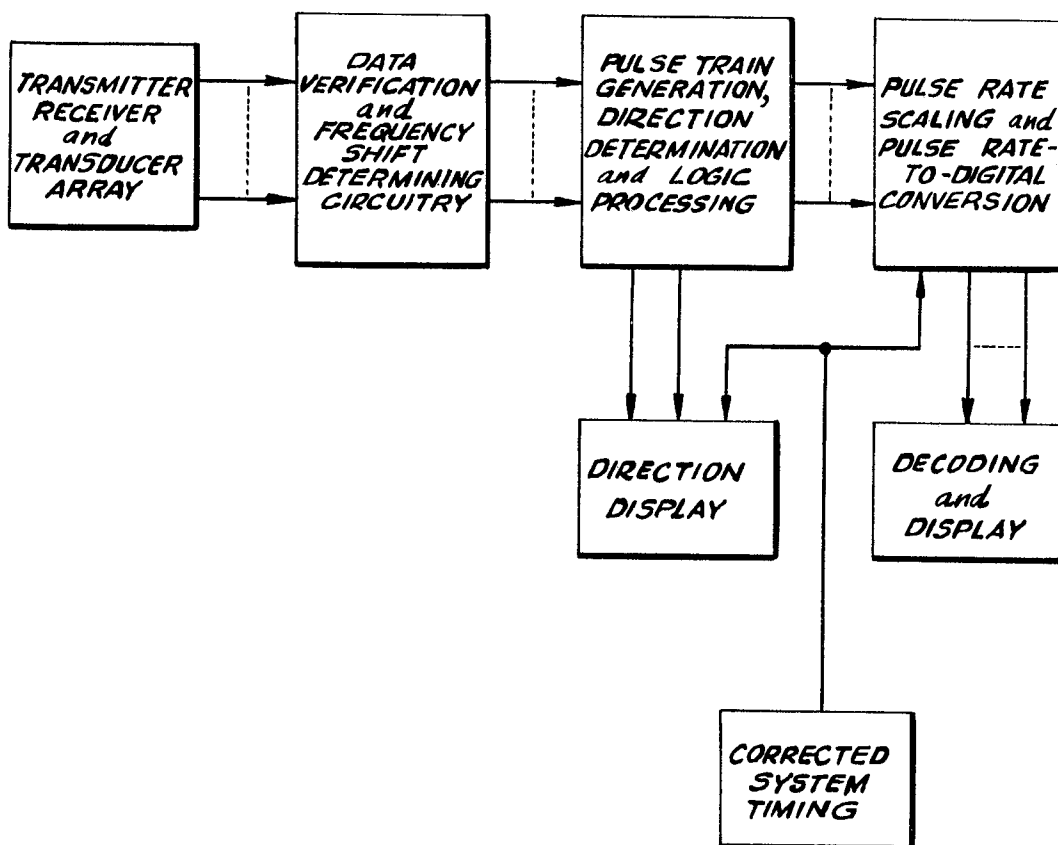 TRANSMITTER
RECEIVER
and
TRANSDUCER
ARRAY
DATA
VERIFICATION
and
FREQUENCY
SHIFT
DETERMINING
CIRCUITRY
PULSE TRAIN
GENERATION,
DIRECTION
DETERMINATION
and LOGIC
PROCESSING
PULSE RATE
SCALING and
PULSE RATE-
TO-DIGITAL
CONVERSION
DIRECTION
DISPLAY
DECODING
and
DISPLAY
CORRECTED
SYSTEM
TIMING